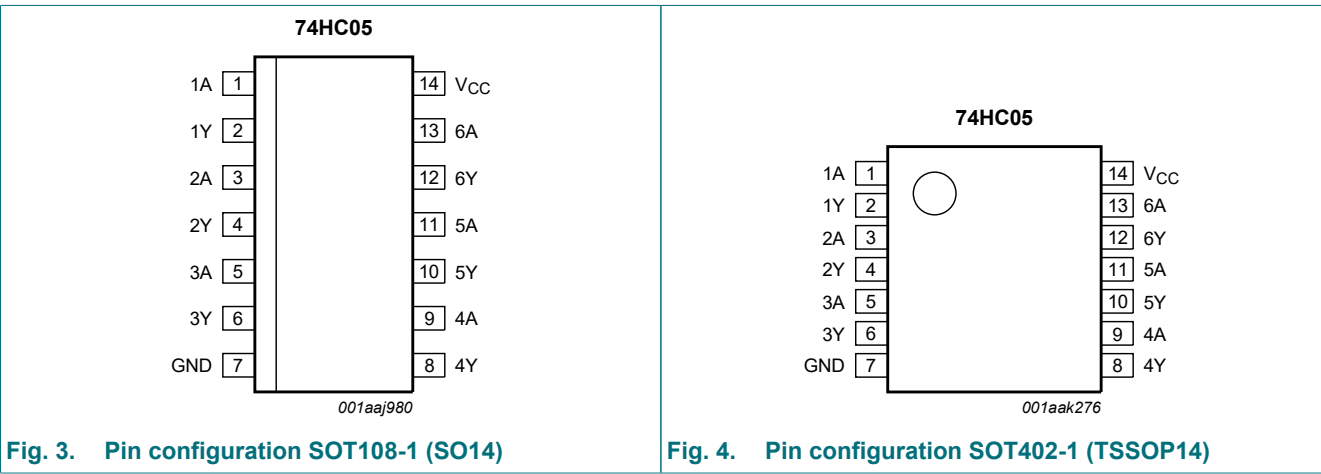 74HC05
1A 1 14 VCC
1Y 2 13 6A
2A 3 12 6Y
2Y 4 11 5A
3A 5 10 5Y
3Y 6 9 4A
GND 7 8 4Y
001aaj980
Fig. 3. Pin configuration SOT108-1 (SO14)
74HC05
1A 1 14 VCC
1Y 2 13 6A
2A 3 12 6Y
2Y 4 11 5A
3A 5 10 5Y
3Y 6 9 4A
GND 7 8 4Y
001aak276
Fig. 4. Pin configuration SOT402-1 (TSSOP14)